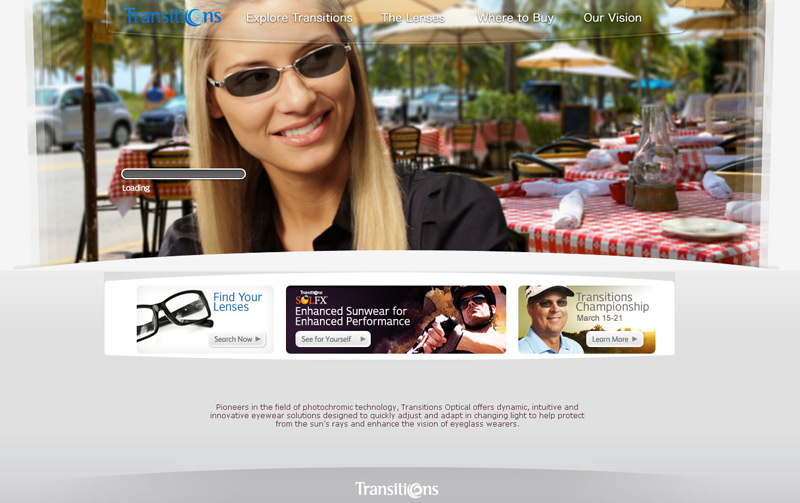 Transitions
Explore Transitions
The Lenses
Where to Buy
Our Vision
Loading
Find Your
Lenses
Search Now
Transitions
SOLFX
Enhanced Sunwear for
Enhanced Performance
See for Yourself
Transitions
Championship
March 15-21
Learn More
Pioneers in the field of photochromic technology, Transitions Optical offers dynamic, intuitive and
innovative eyewear solutions designed to quickly adjust and adapt in changing light to help protect
from the sun's rays and enhance the vision of eyeglass wearers.
Transitions